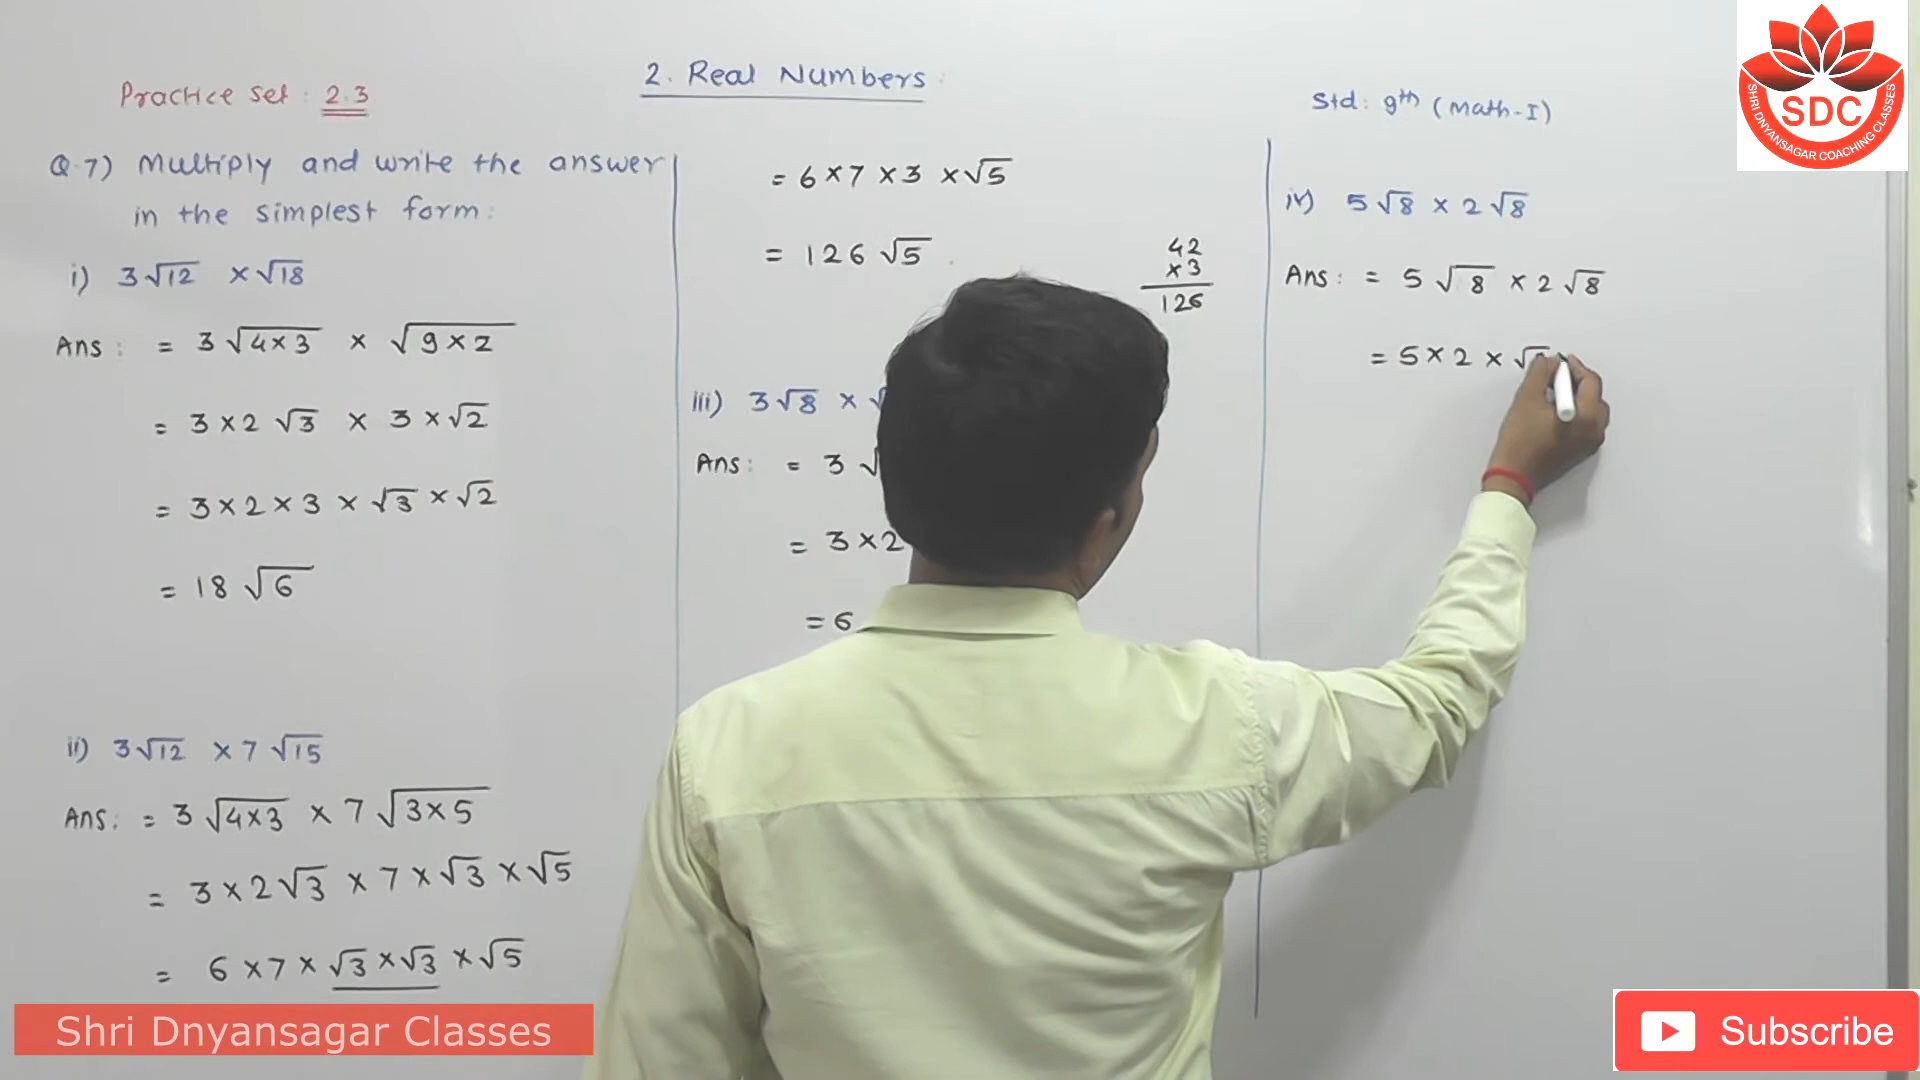 Practice set : 2.3
2. Real Numbers :
Std : 9th (Math-I)
SDC
SHRI DNYANSAGAR COACHING CLASSES
Q.7) Multiply and write the answer
in the simplest form :
i) 3√12 × √18
Ans : = 3√4×3 × √9×2
= 3×2√3 × 3×√2
= 3×2×3×√3×√2
= 18√6
ii) 3√12 × 7√15
Ans : = 3√4×3 × 7√3×5
= 3×2√3 × 7×√3×√5
= 6×7×√3×√3×√5
= 6×7×3×√5
= 126√5
42
×3
126
iii) 3√8 × √
Ans : = 3√
= 3×2
= 6
iv) 5√8 × 2√8
Ans : = 5√8 × 2√8
= 5×2×√
Shri Dnyansagar Classes
Subscribe